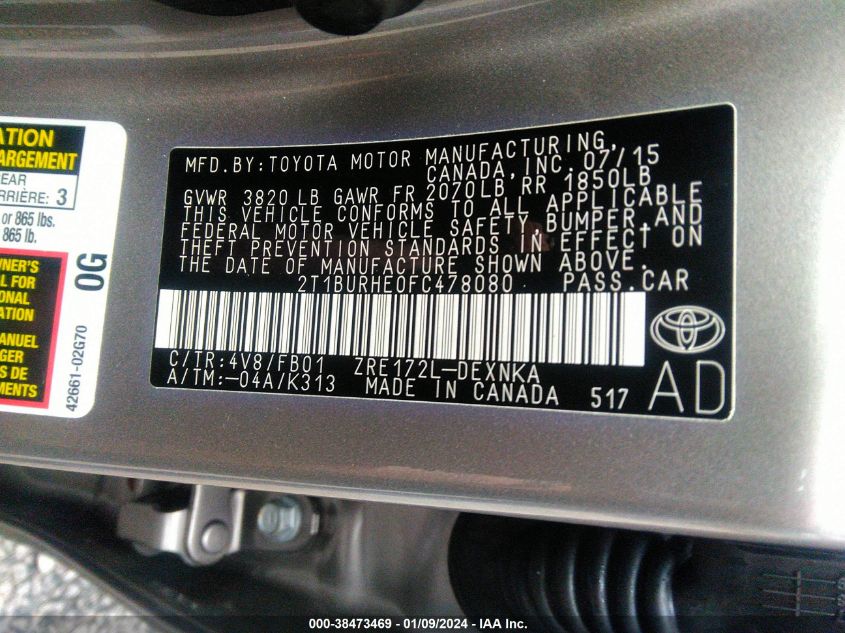 ATION
ARGEMENT
EAR
RRIÈRE: 3
or 865 lbs.
865 lb.
WNER'S
L FOR
IONAL
TION
ANUEL
GER
S DE
MENTS
OG
42661-02G70
MFD.BY:TOYOTA MOTOR MANUFACTURING,
CANADA,INC.07/15
GVWR 3820 LB GAWR FR 2070LB,RR 1850LB
THIS VEHICLE CONFORMS TO ALL APPLICABLE
FEDERAL MOTOR VEHICLE SAFETY,BUMPER,AND
THEFT PREVENTION STANDARDS IN EFFECT ON
THE DATE OF MANUFACTURE SHOWN ABOVE.
2T1BURHE0FC478080 PASS.CAR
C/TR:4V8/FB01 ZRE172L-DEXNKA
A/TM:-04A/K313 MADE IN CANADA 517
AD
000-38473469 - 01/09/2024 - IAA Inc.